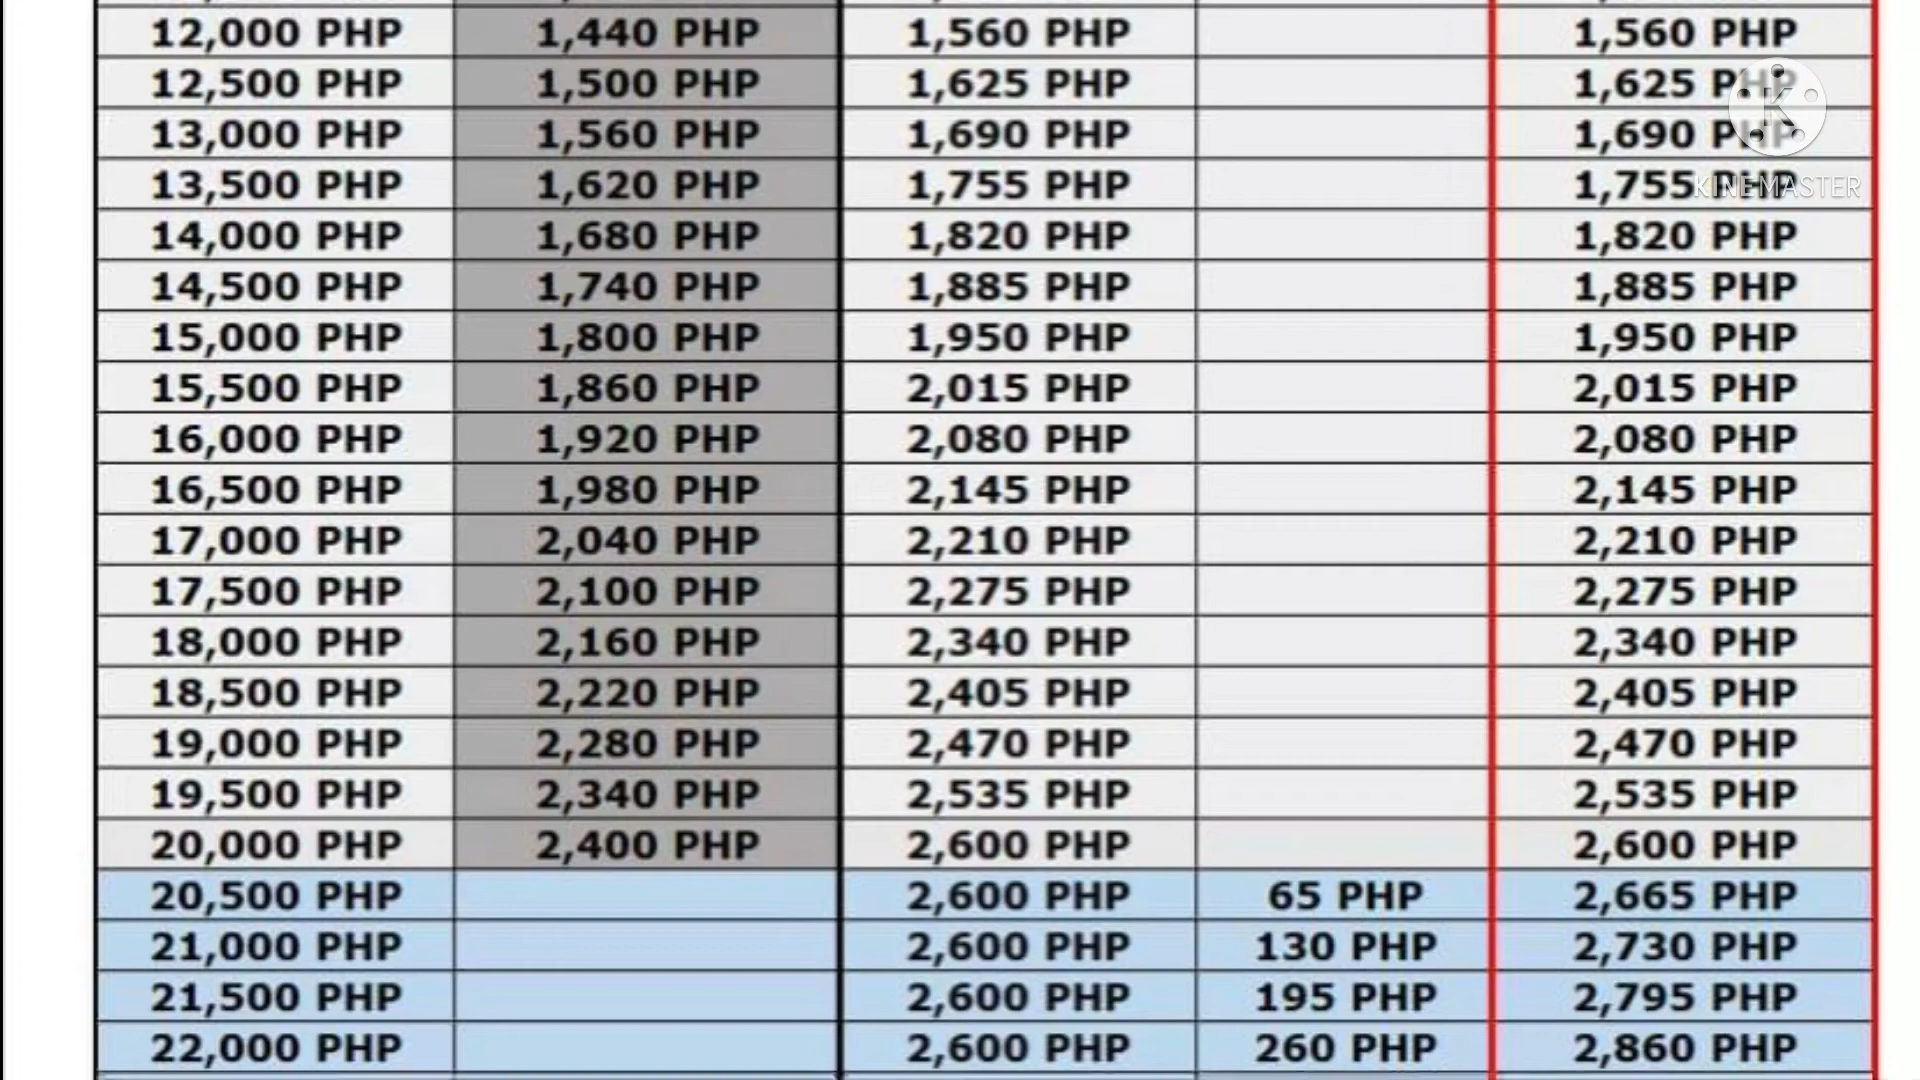 12,000 PHP 1,440 PHP 1,560 PHP 1,560 PHP
12,500 PHP 1,500 PHP 1,625 PHP 1,625 PHP
13,000 PHP 1,560 PHP 1,690 PHP 1,690 PHP
K
13,500 PHP 1,620 PHP 1,755 PHP 1,755 PHP
KINEMASTER
14,000 PHP 1,680 PHP 1,820 PHP 1,820 PHP
14,500 PHP 1,740 PHP 1,885 PHP 1,885 PHP
15,000 PHP 1,800 PHP 1,950 PHP 1,950 PHP
15,500 PHP 1,860 PHP 2,015 PHP 2,015 PHP
16,000 PHP 1,920 PHP 2,080 PHP 2,080 PHP
16,500 PHP 1,980 PHP 2,145 PHP 2,145 PHP
17,000 PHP 2,040 PHP 2,210 PHP 2,210 PHP
17,500 PHP 2,100 PHP 2,275 PHP 2,275 PHP
18,000 PHP 2,160 PHP 2,340 PHP 2,340 PHP
18,500 PHP 2,220 PHP 2,405 PHP 2,405 PHP
19,000 PHP 2,280 PHP 2,470 PHP 2,470 PHP
19,500 PHP 2,340 PHP 2,535 PHP 2,535 PHP
20,000 PHP 2,400 PHP 2,600 PHP 2,600 PHP
20,500 PHP 2,600 PHP 65 PHP 2,665 PHP
21,000 PHP 2,600 PHP 130 PHP 2,730 PHP
21,500 PHP 2,600 PHP 195 PHP 2,795 PHP
22,000 PHP 2,600 PHP 260 PHP 2,860 PHP